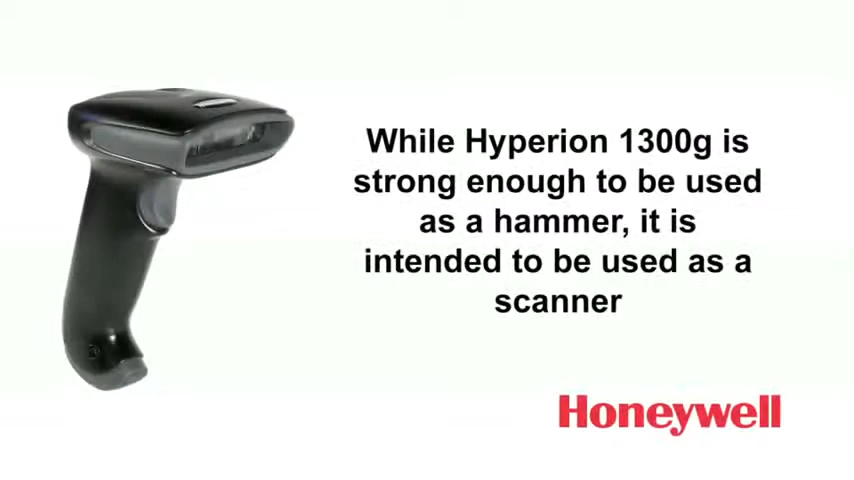 While Hyperion 1300g is
strong enough to be used
as a hammer, it is
intended to be used as a
scanner
Honeywell